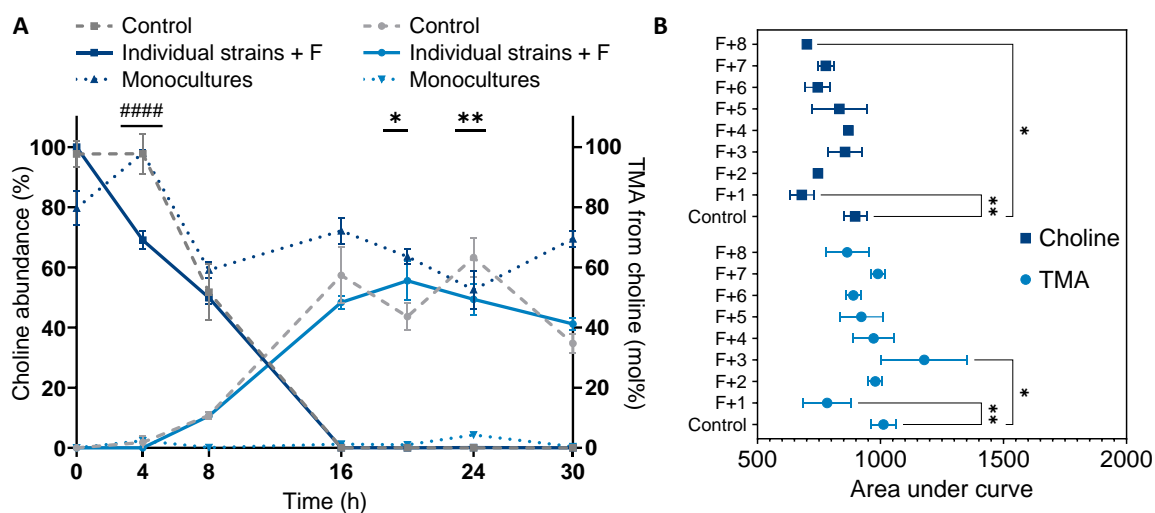 A
Control
Individual strains + F
Monocultures
Control
Individual strains + F
Monocultures
####
*
**
Choline abundance (%)
100
80
60
40
20
0
100
80
60
40
20
0
TMA from choline (mol%)
0 4 8 16 24 30
Time (h)
B
F+8
F+7
F+6
F+5
F+4
F+3
F+2
F+1
Control
F+8
F+7
F+6
F+5
F+4
F+3
F+2
F+1
Control
*
**
*
**
Choline
TMA
500 1000 1500 2000
Area under curve